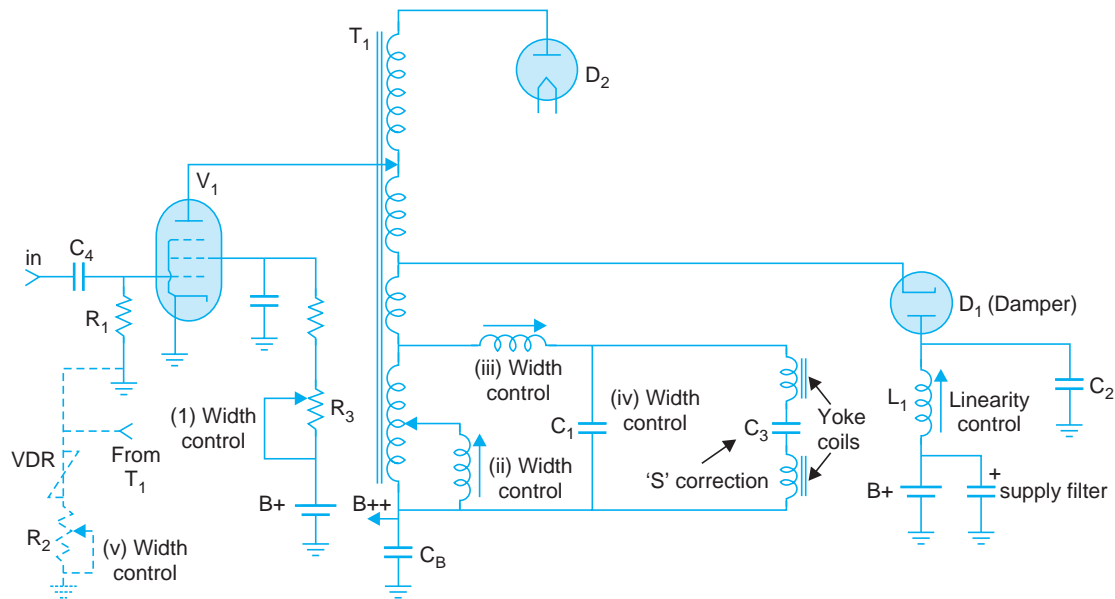 T1
D2
V1
in
C4
R1
D1 (Damper)
(iii) Width
control
(iv) Width
control
C1
C3
Yoke
coils
L1
Linearity
control
C2
(1) Width
control
R3
From
T1
VDR
(ii) Width
control
‘S’ correction
B+
B++
B+
+
supply filter
R2
(v) Width
control
CB